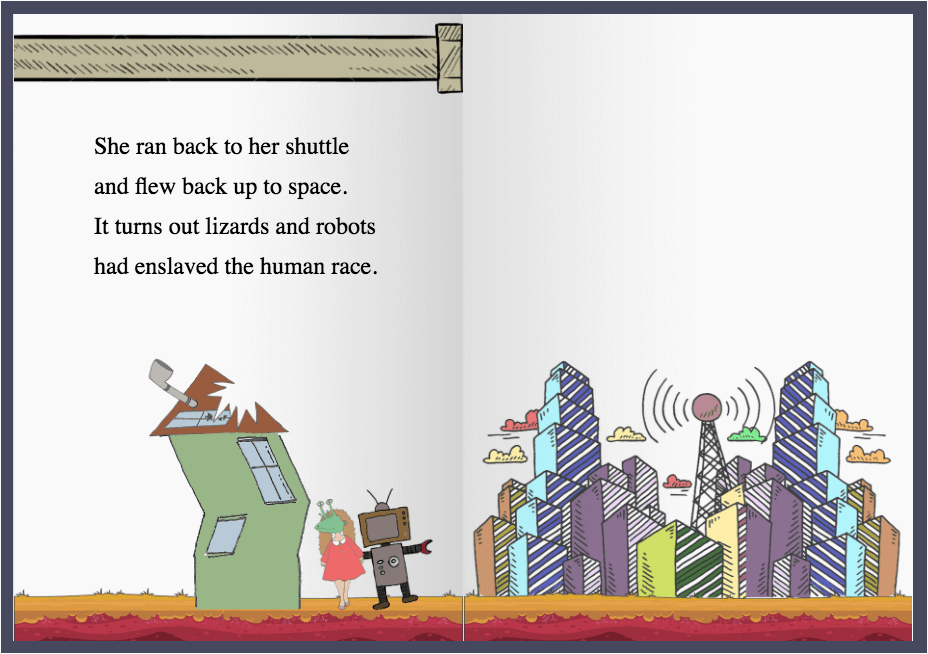 She ran back to her shuttle
and flew back up to space.
It turns out lizards and robots
had enslaved the human race.